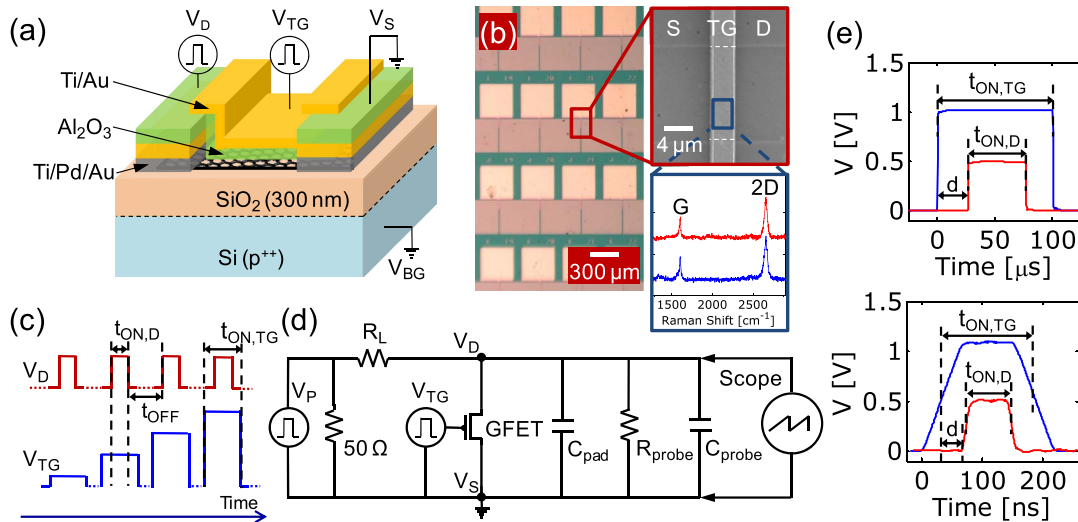 (a)
V_D
V_TG
V_S
Ti/Au
Al₂O₃
Ti/Pd/Au
SiO₂ (300 nm)
Si (p⁺⁺)
V_BG
(b)
300 μm
S TG D
4 μm
G
2D
1500 2000 2500
Raman Shift [cm⁻¹]
(c)
t_ON,D
t_ON,TG
V_D
t_OFF
V_TG
Time
(d)
R_L
V_D
V_P
50 Ω
V_TG
GFET
V_S
C_pad
R_probe
C_probe
Scope
(e)
1.5
1
0.5
0
V [V]
t_ON,TG
t_ON,D
d
0 50 100
Time [μs]
1.5
1
0.5
0
V [V]
t_ON,TG
t_ON,D
d
0 100 200
Time [ns]